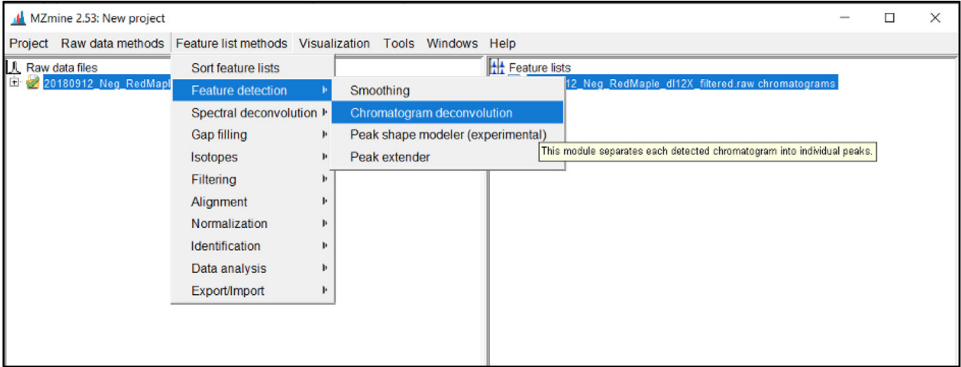 MZmine 2.53: New project
Project Raw data methods Feature list methods Visualization Tools Windows Help
Raw data files
20180912_Neg_RedMapl
Sort feature lists
Feature detection
Spectral deconvolution
Gap filling
Isotopes
Filtering
Alignment
Normalization
Identification
Data analysis
Export/Import
Smoothing
Chromatogram deconvolution
Peak shape modeler (experimental)
Peak extender
This module separates each detected chromatogram into individual peaks.
Feature lists
12_Neg_RedMaple_dl12X_filtered.raw chromatograms